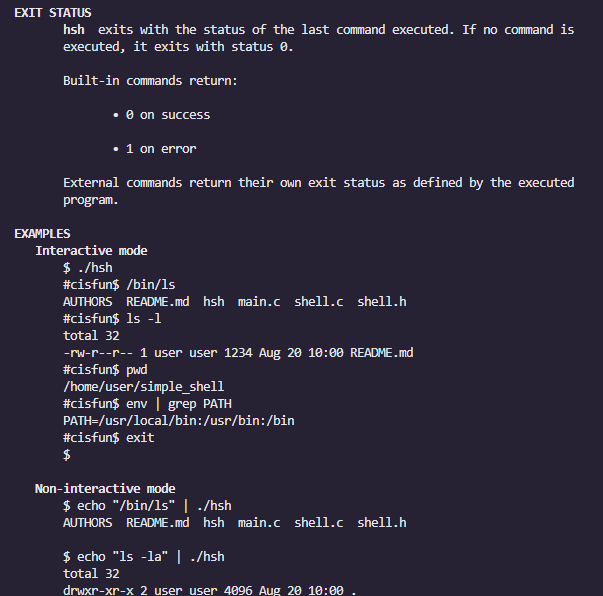 EXIT STATUS
hsh exits with the status of the last command executed. If no command is
executed, it exits with status 0.
Built-in commands return:
• 0 on success
• 1 on error
External commands return their own exit status as defined by the executed
program.
EXAMPLES
Interactive mode
$ ./hsh
#cisfun$ /bin/ls
AUTHORS README.md hsh main.c shell.c shell.h
#cisfun$ ls -l
total 32
-rw-r--r-- 1 user user 1234 Aug 20 10:00 README.md
#cisfun$ pwd
/home/user/simple_shell
#cisfun$ env | grep PATH
PATH=/usr/local/bin:/usr/bin:/bin
#cisfun$ exit
$
Non-interactive mode
$ echo "/bin/ls" | ./hsh
AUTHORS README.md hsh main.c shell.c shell.h
$ echo "ls -la" | ./hsh
total 32
drwxr-xr-x 2 user user 4096 Aug 20 10:00 .